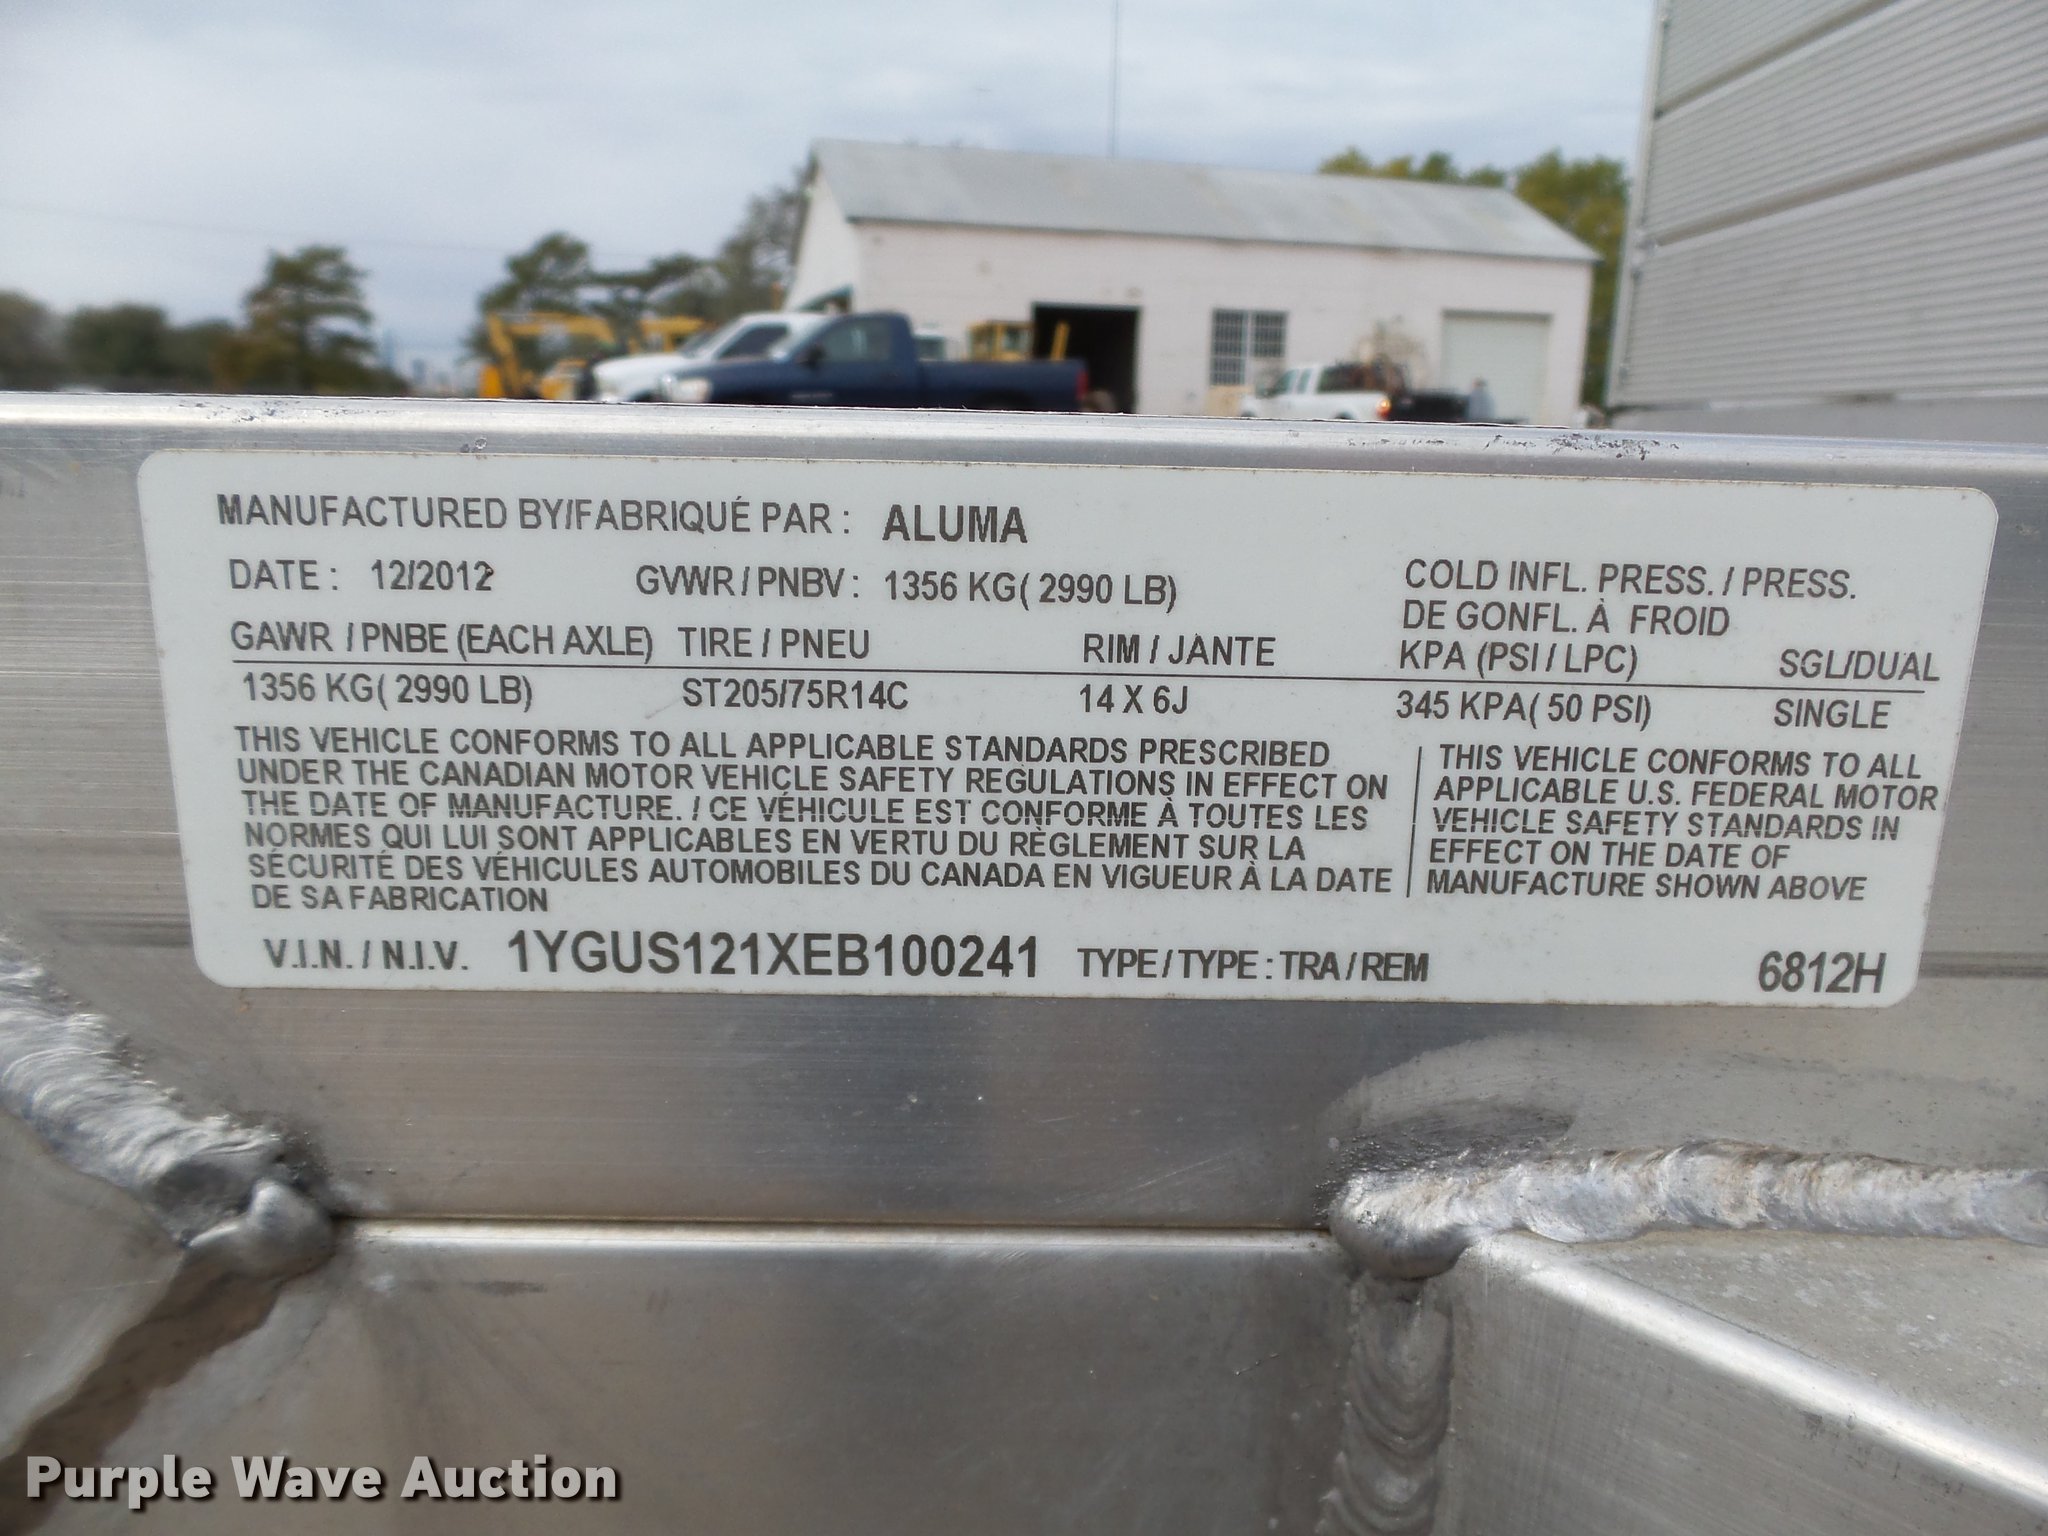 MANUFACTURED BY/FABRIQUÉ PAR : ALUMA
DATE : 12/2012 GVWR / PNBV : 1356 KG( 2990 LB)
COLD INFL. PRESS. / PRESS.
DE GONFL. À FROID
GAWR / PNBE (EACH AXLE) TIRE / PNEU RIM / JANTE KPA (PSI / LPC) SGL/DUAL
1356 KG( 2990 LB) ST205/75R14C 14 X 6J 345 KPA( 50 PSI) SINGLE
THIS VEHICLE CONFORMS TO ALL APPLICABLE STANDARDS PRESCRIBED
UNDER THE CANADIAN MOTOR VEHICLE SAFETY REGULATIONS IN EFFECT ON
THE DATE OF MANUFACTURE. / CE VÉHICULE EST CONFORME À TOUTES LES
NORMES QUI LUI SONT APPLICABLES EN VERTU DU RÈGLEMENT SUR LA
SÉCURITÉ DES VÉHICULES AUTOMOBILES DU CANADA EN VIGUEUR À LA DATE
DE SA FABRICATION
THIS VEHICLE CONFORMS TO ALL
APPLICABLE U.S. FEDERAL MOTOR
VEHICLE SAFETY STANDARDS IN
EFFECT ON THE DATE OF
MANUFACTURE SHOWN ABOVE
V.I.N. / N.I.V. 1YGUS121XEB100241 TYPE / TYPE : TRA / REM 6812H
Purple Wave Auction